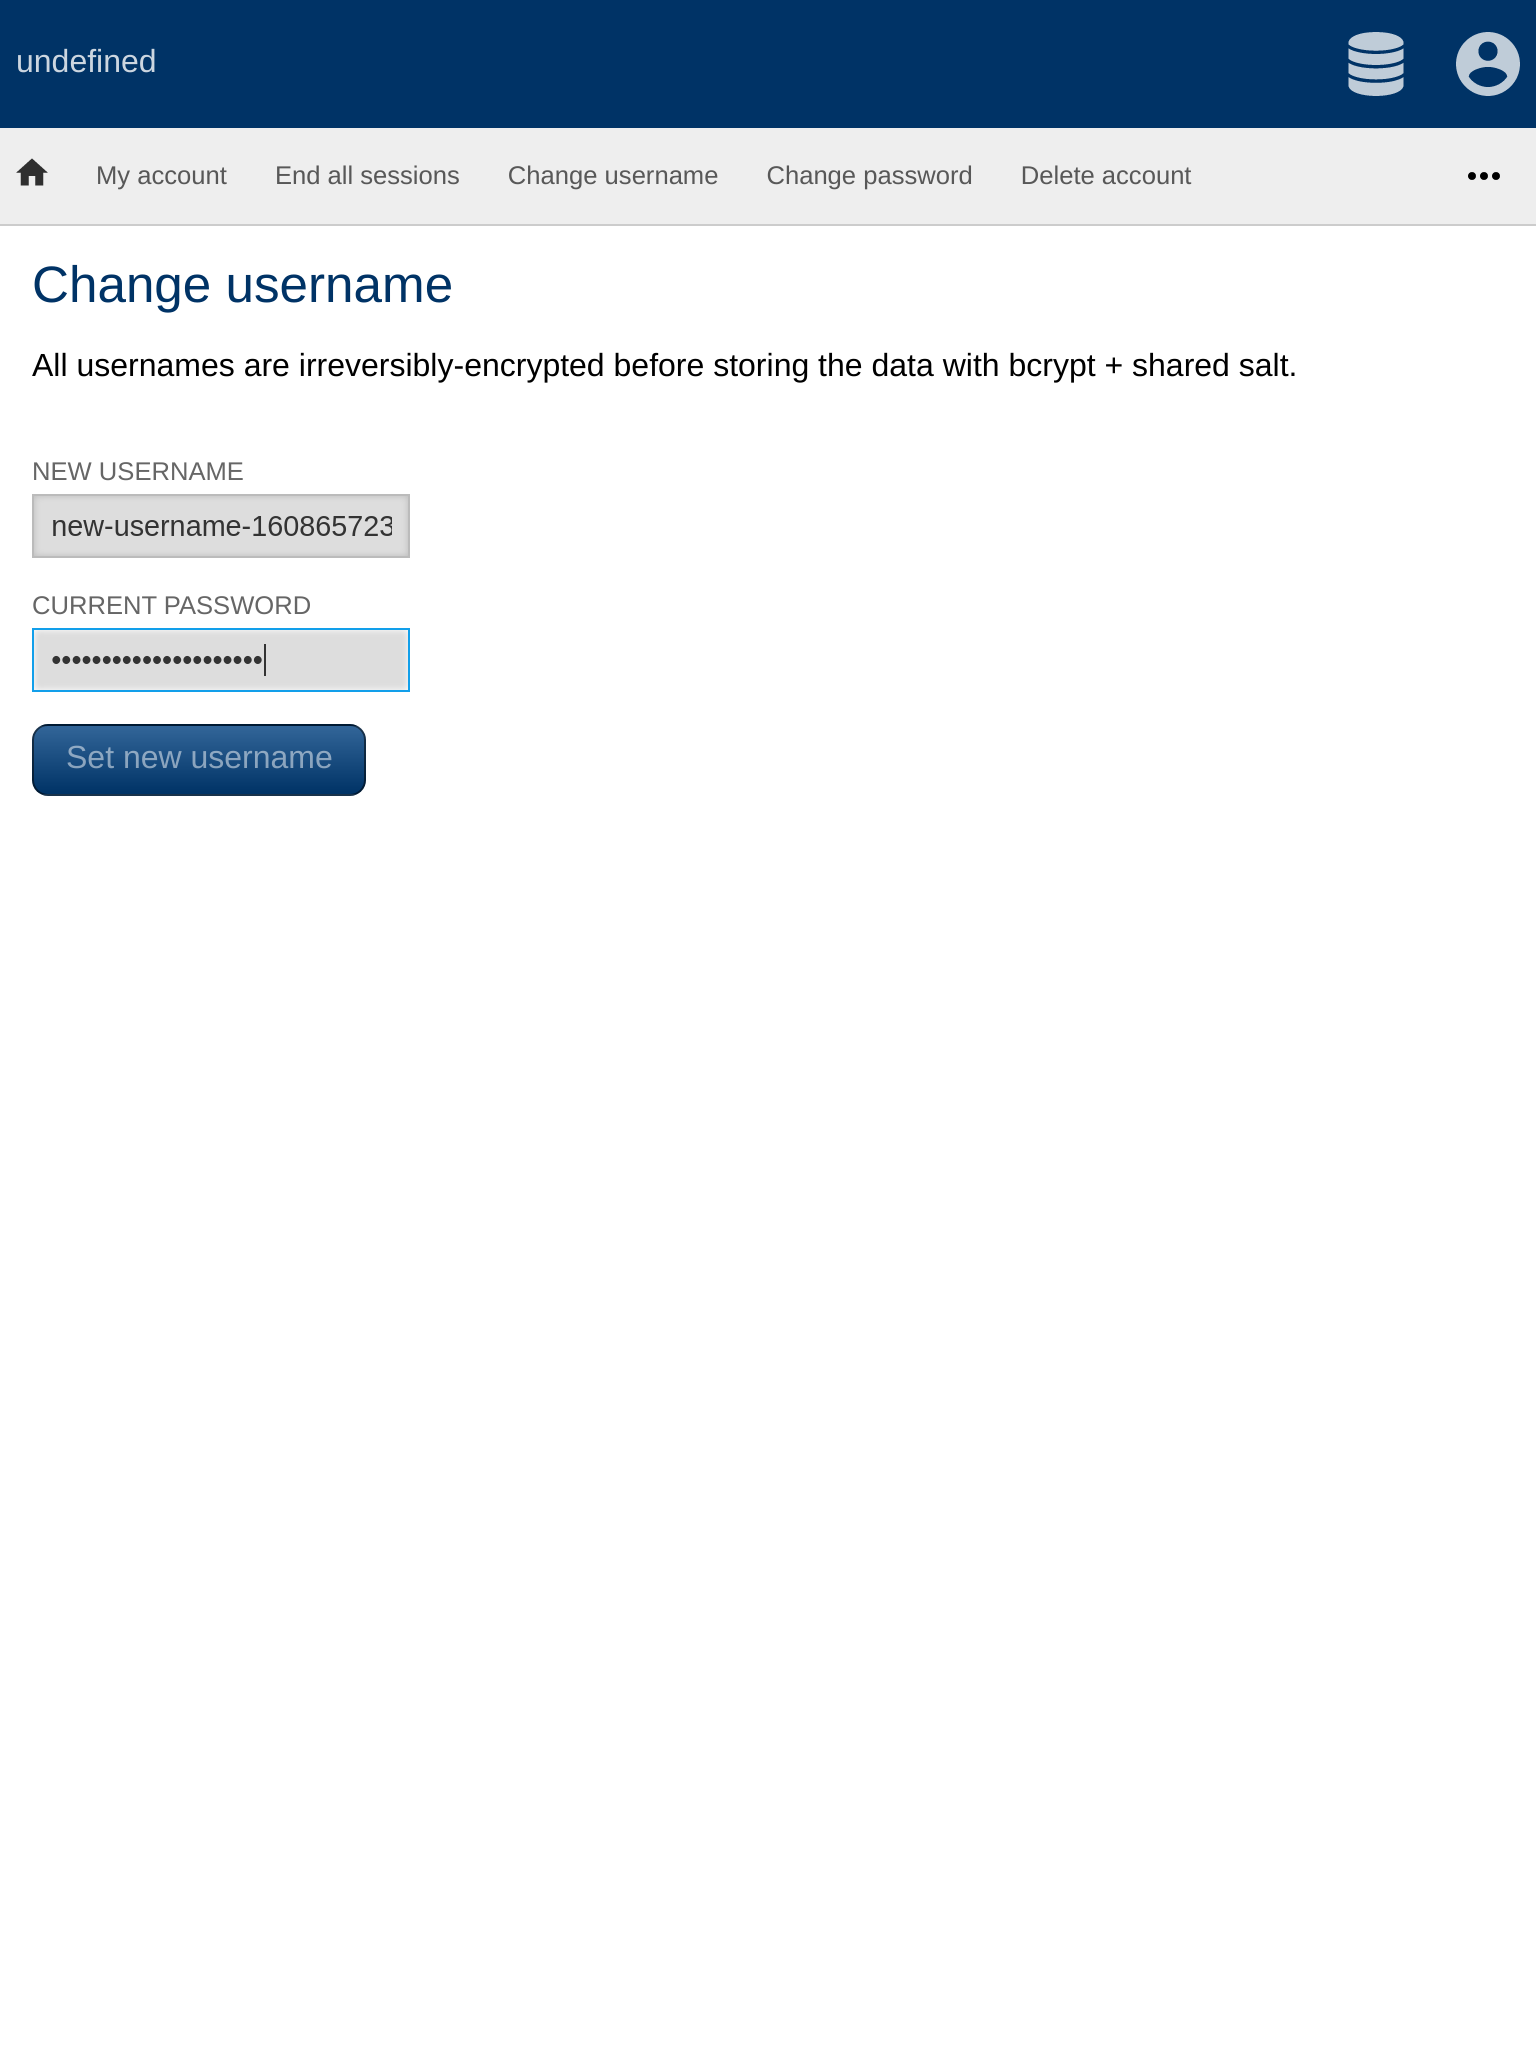 undefined
My account End all sessions Change username Change password Delete account
Change username
All usernames are irreversibly-encrypted before storing the data with bcrypt + shared salt.
NEW USERNAME
new-username-160865723
CURRENT PASSWORD
•••••••••••••••••••••
Set new username